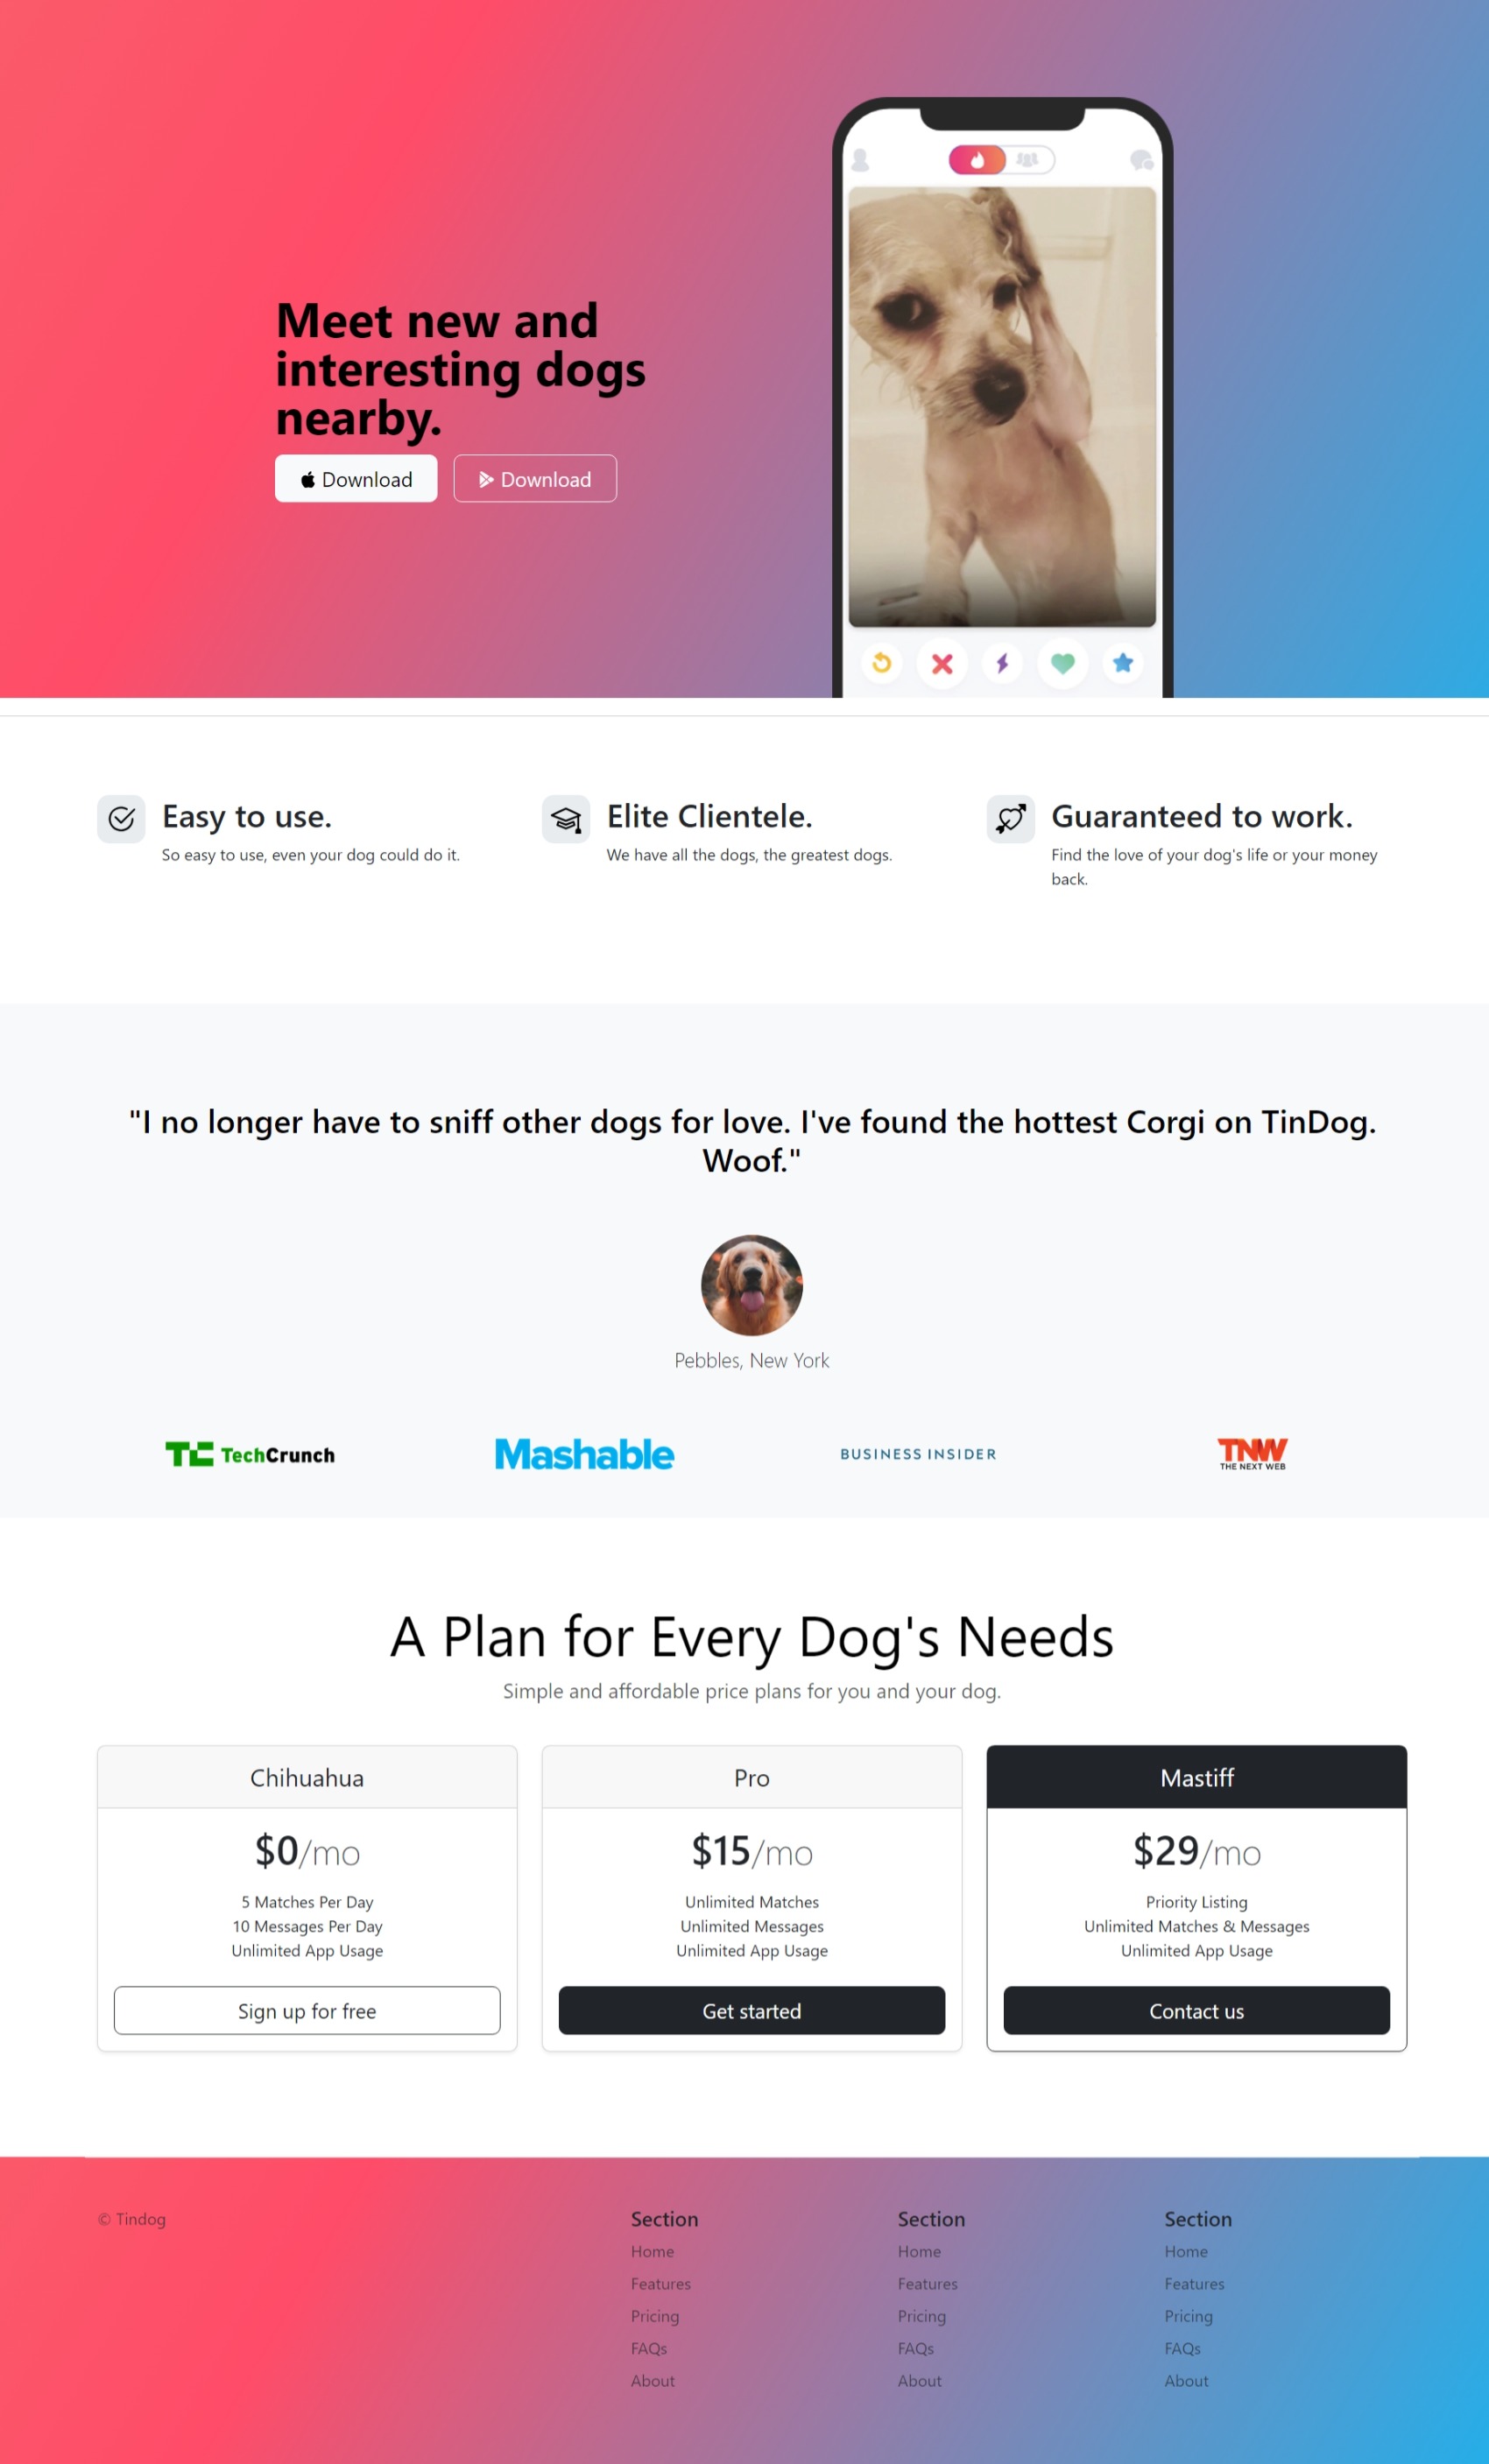 Meet new and
interesting dogs
nearby.
Download
Download
Easy to use.
So easy to use, even your dog could do it.
Elite Clientele.
We have all the dogs, the greatest dogs.
Guaranteed to work.
Find the love of your dog's life or your money
back.
"I no longer have to sniff other dogs for love. I've found the hottest Corgi on TinDog.
Woof."
Pebbles, New York
TC TechCrunch
Mashable
BUSINESS INSIDER
TNW
THE NEXT WEB
A Plan for Every Dog's Needs
Simple and affordable price plans for you and your dog.
Chihuahua
$0/mo
5 Matches Per Day
10 Messages Per Day
Unlimited App Usage
Sign up for free
Pro
$15/mo
Unlimited Matches
Unlimited Messages
Unlimited App Usage
Get started
Mastiff
$29/mo
Priority Listing
Unlimited Matches & Messages
Unlimited App Usage
Contact us
© Tindog
Section
Home
Features
Pricing
FAQs
About
Section
Home
Features
Pricing
FAQs
About
Section
Home
Features
Pricing
FAQs
About